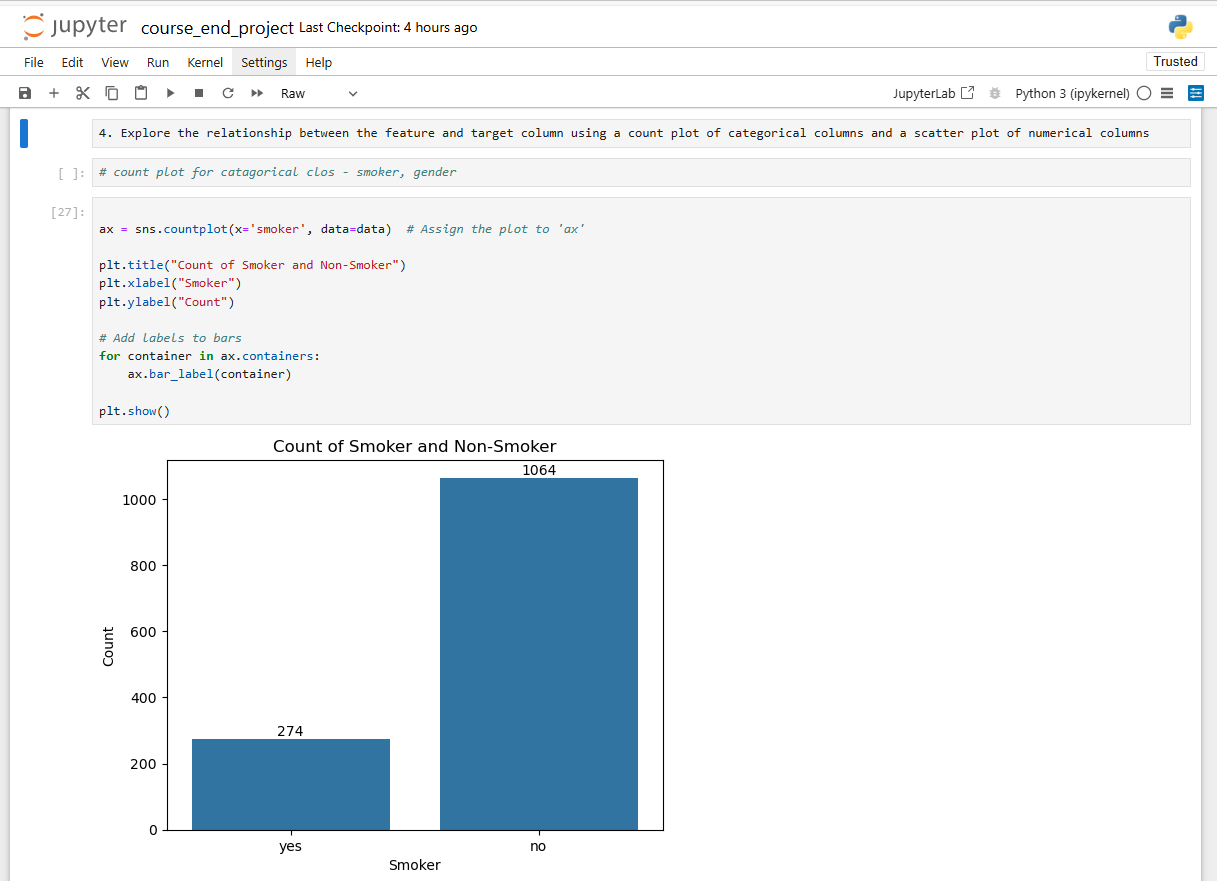 jupyter course_end_project Last Checkpoint: 4 hours ago
File Edit View Run Kernel Settings Help
Trusted
Raw
JupyterLab
Python 3 (ipykernel)
4. Explore the relationship between the feature and target column using a count plot of categorical columns and a scatter plot of numerical columns
[ ]:
# count plot for catagorical clos - smoker, gender
[27]:
ax = sns.countplot(x='smoker', data=data)  # Assign the plot to 'ax'
plt.title("Count of Smoker and Non-Smoker")
plt.xlabel("Smoker")
plt.ylabel("Count")
# Add labels to bars
for container in ax.containers:
    ax.bar_label(container)
plt.show()
Count of Smoker and Non-Smoker
1064
1000
800
600
400
274
200
0
Count
yes no
Smoker